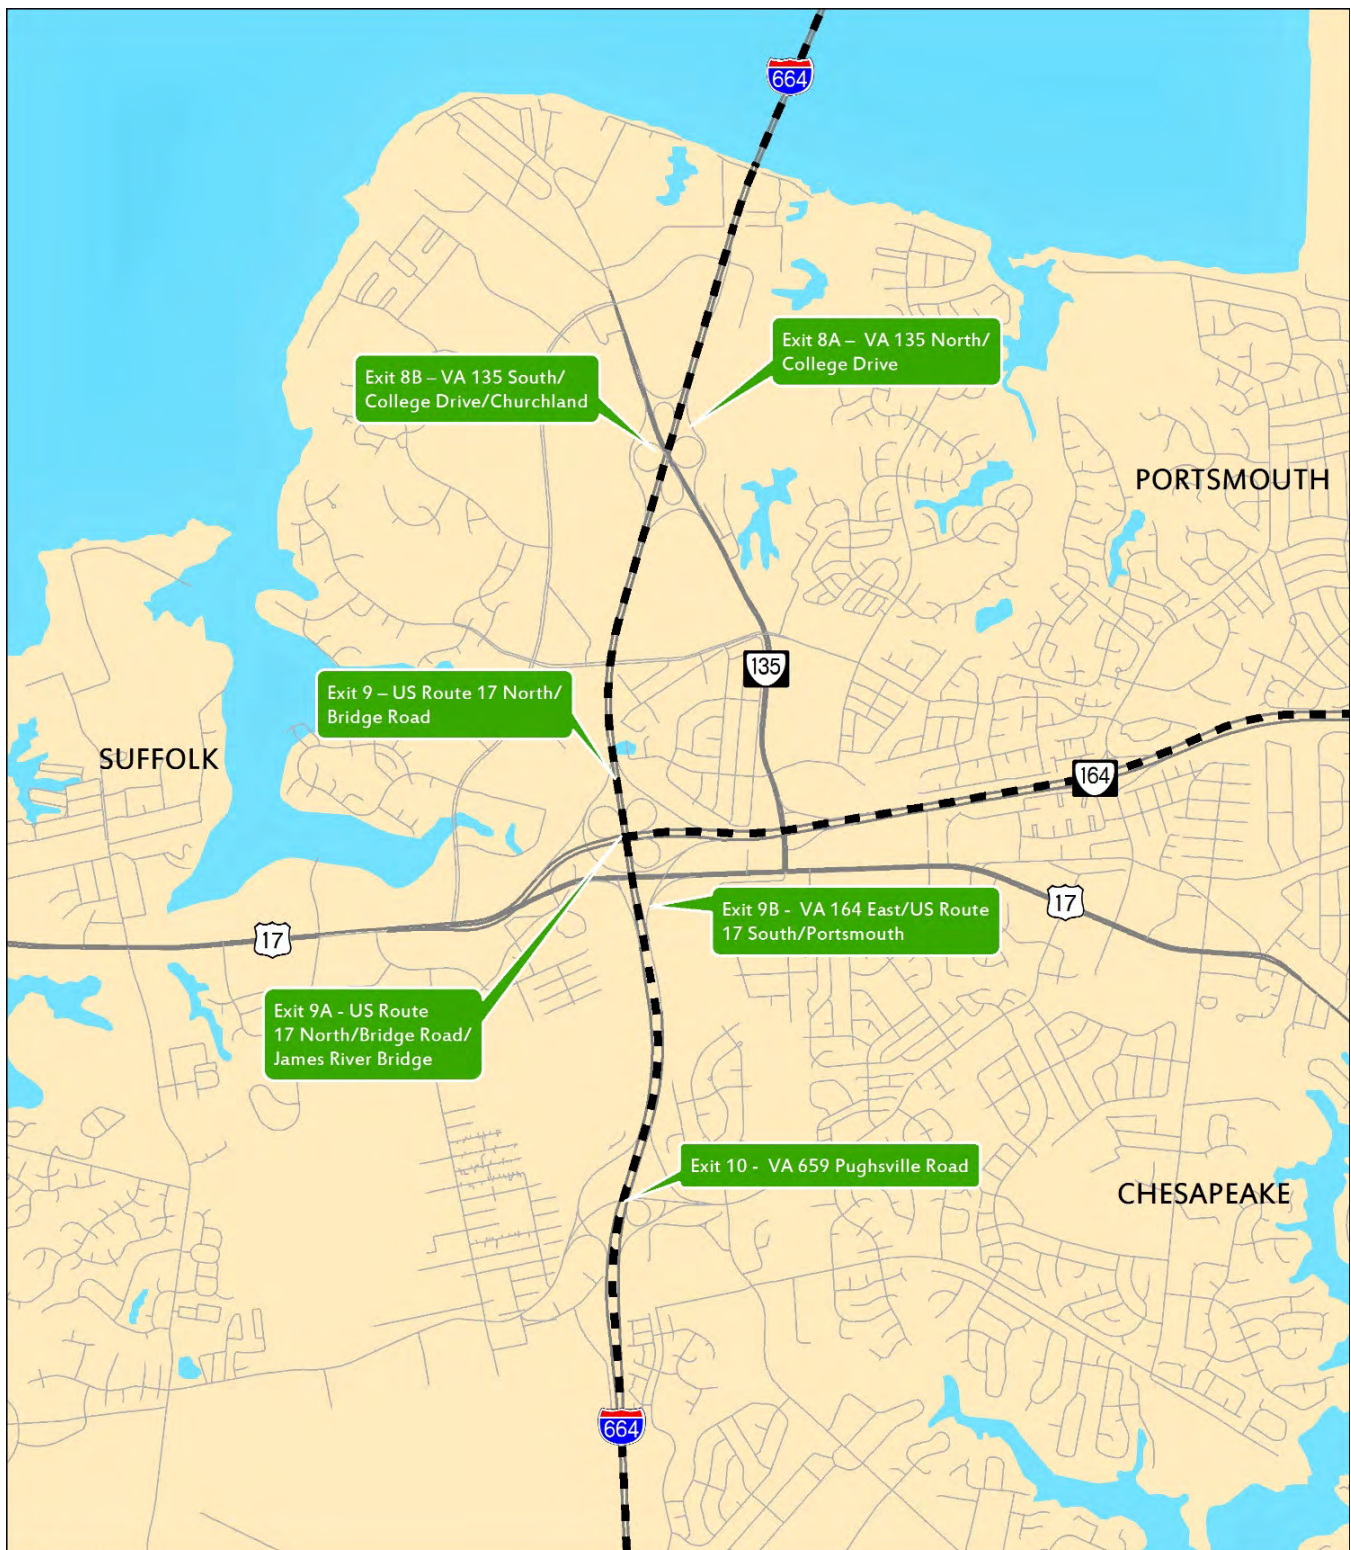 664
Exit 8A – VA 135 North/
College Drive
Exit 8B – VA 135 South/
College Drive/Churchland
PORTSMOUTH
135
Exit 9 – US Route 17 North/
Bridge Road
SUFFOLK
164
Exit 9B - VA 164 East/US Route
17 South/Portsmouth
17
17
Exit 9A - US Route
17 North/Bridge Road/
James River Bridge
Exit 10 - VA 659 Pughsville Road
CHESAPEAKE
664